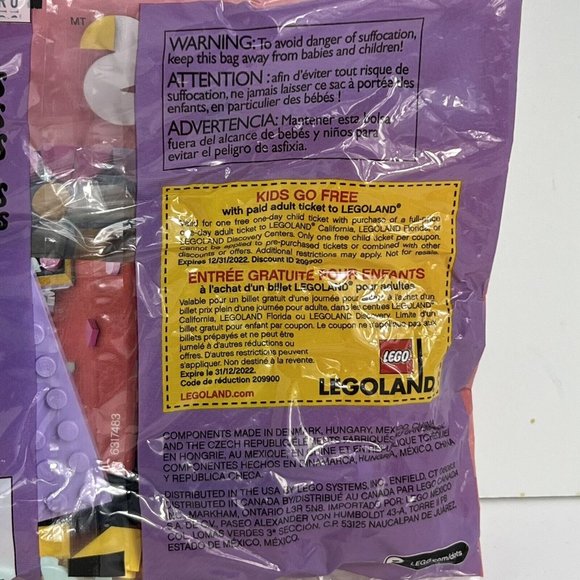 MT
WARNING: To avoid danger of suffocation,
keep this bag away from babies and children!
ATTENTION : afin d'éviter tout risque de
suffocation, ne jamais laisser ce sac à portée des
enfants, en particulier des bébés !
ADVERTENCIA: Mantener esta bolsa
fuera del alcance de bebés y niños para
evitar el peligro de asfixia.
KIDS GO FREE
with paid adult ticket to LEGOLAND®
Valid for one free one-day child ticket with purchase of a full-price
one-day adult ticket to LEGOLAND® California, LEGOLAND Florida or
LEGOLAND Discovery Centers. Only one free child ticket per coupon.
Cannot be applied to pre-purchased tickets or combined with other
discounts or offers. Additional restrictions may apply. Not for resale.
Expires 12/31/2022. Discount ID 209900
ENTRÉE GRATUITE POUR ENFANTS
à l'achat d'un billet LEGOLAND® pour adultes
Valable pour un billet gratuit d'une journée pour enfant à l'achat d'un
billet prix plein d'une journée pour adulte, dans les centres LEGOLAND®
California, LEGOLAND Florida ou LEGOLAND Discovery. Limite d'un
billet gratuit pour enfant par coupon. Le coupon ne s'applique pas aux
billets prépayés et ne peut être
jumelé à d'autres réductions ou
offres. D'autres restrictions peuvent
s'appliquer. Non destiné à la revente.
Expire le 31/12/2022.
Code de réduction 209900
LEGOLAND.com
LEGO
LEGOLAND
6317483
COMPONENTS MADE IN DENMARK, HUNGARY, MEXICO, CHINA
AND THE CZECH REPUBLIC/ÉLÉMENTS FABRIQUÉS
EN HONGRIE, AU MEXIQUE, EN CHINE ET EN RÉPUBLIQUE TCHÈQUE/
COMPONENTES HECHOS EN DINAMARCA, HUNGRÍA, MÉXICO, CHINA
Y REPÚBLICA CHECA.
DISTRIBUTED IN THE USA BY LEGO SYSTEMS, INC., ENFIELD, CT 06083.
DISTRIBUTED IN CANADA BY/DISTRIBUÉ AU CANADA PAR LEGO CANADA
INC., MARKHAM, ONTARIO L3R 5N8. IMPORTADO POR LEGO MÉXICO
S.A. DE C.V. PASEO ALEXANDER VON HUMBOLDT 43-A, TORRE
COL. LOMAS VERDES 3ª SECCIÓN. C.P. 53125 NAUCALPAN DE JUÁREZ,
ESTADO DE MÉXICO, MÉXICO.
LEGO.com/dots